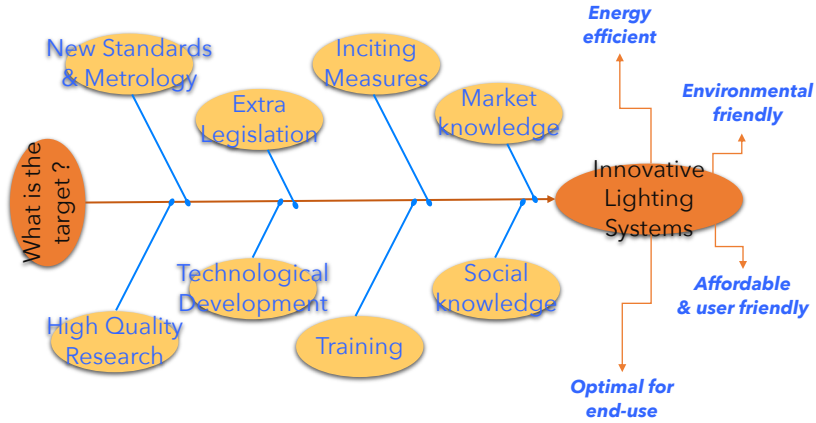 New Standards
& Metrology
Extra
Legislation
Inciting
Measures
Market
knowledge
Energy
efficient
Environmental
friendly
What is the
target ?
Innovative
Lighting
Systems
High Quality
Research
Technological
Development
Training
Social
knowledge
Affordable
& user friendly
Optimal for
end-use